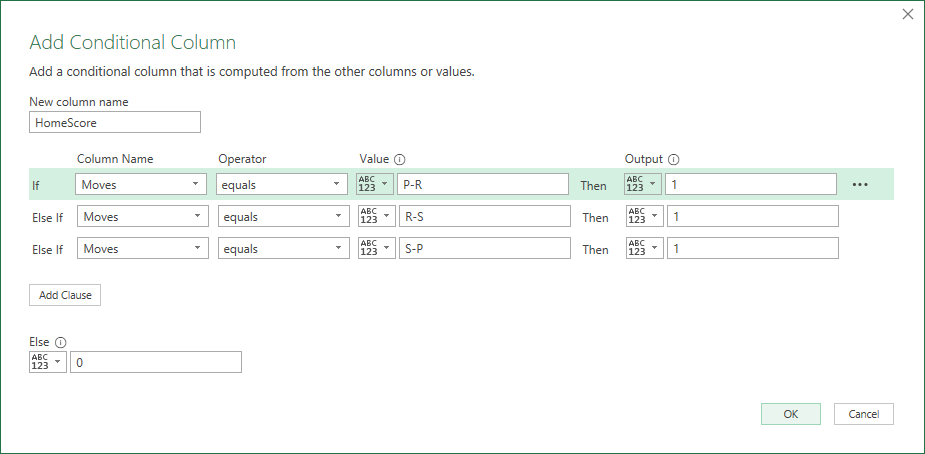 Add Conditional Column
Add a conditional column that is computed from the other columns or values.
New column name
HomeScore
Column Name Operator Value Output
If Moves equals ABC 123 P-R Then ABC 123 1 ...
Else If Moves equals ABC 123 R-S Then ABC 123 1
Else If Moves equals ABC 123 S-P Then ABC 123 1
Add Clause
Else
ABC 123 0
OK Cancel